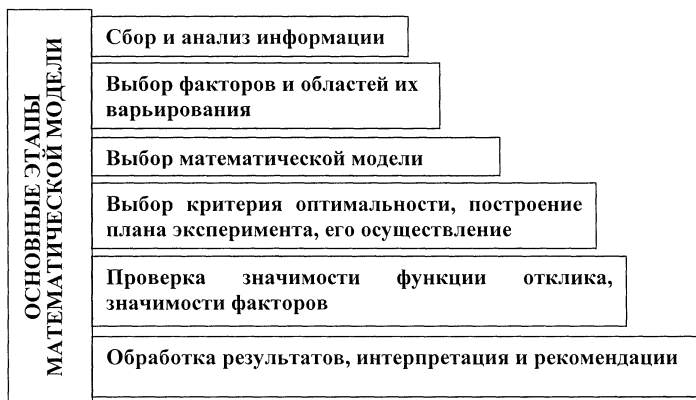 ОСНОВНЫЕ ЭТАПЫ
МАТЕМАТИЧЕСКОЙ МОДЕЛИ
Сбор и анализ информации
Выбор факторов и областей их
варьирования
Выбор математической модели
Выбор критерия оптимальности, построение
плана эксперимента, его осуществление
Проверка значимости функции отклика,
значимости факторов
Обработка результатов, интерпретация и рекомендации